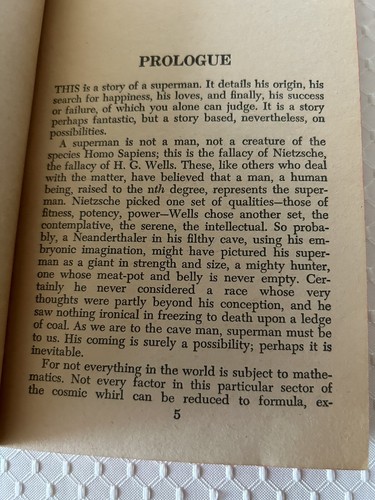 PROLOGUE
THIS is a story of a superman. It details his origin, his
search for happiness, his loves, and finally, his success
or failure, of which you alone can judge. It is a story
perhaps fantastic, but a story based, nevertheless, on
possibilities.
A superman is not a man, not a creature of the
species Homo Sapiens; this is the fallacy of Nietzsche,
the fallacy of H. G. Wells. These, like others who deal
with the matter, have believed that a man, a human
being, raised to the nth degree, represents the super-
man. Nietzsche picked one set of qualities—those of
fitness, potency, power—Wells chose another set, the
contemplative, the serene, the intellectual. So proba-
bly, a Neanderthaler in his filthy cave, using his em-
bryonic imagination, might have pictured his super-
man as a giant in strength and size, a mighty hunter,
one whose meat-pot and belly is never empty. Cer-
tainly he never considered a race whose very
thoughts were partly beyond his conception, and he
saw nothing ironical in freezing to death upon a ledge
of coal. As we are to the cave man, superman must be
to us. His coming is surely a possibility; perhaps it is
inevitable.
For not everything in the world is subject to mathe-
matics. Not every factor in this particular sector of
the cosmic whirl can be reduced to formula, ex-
5